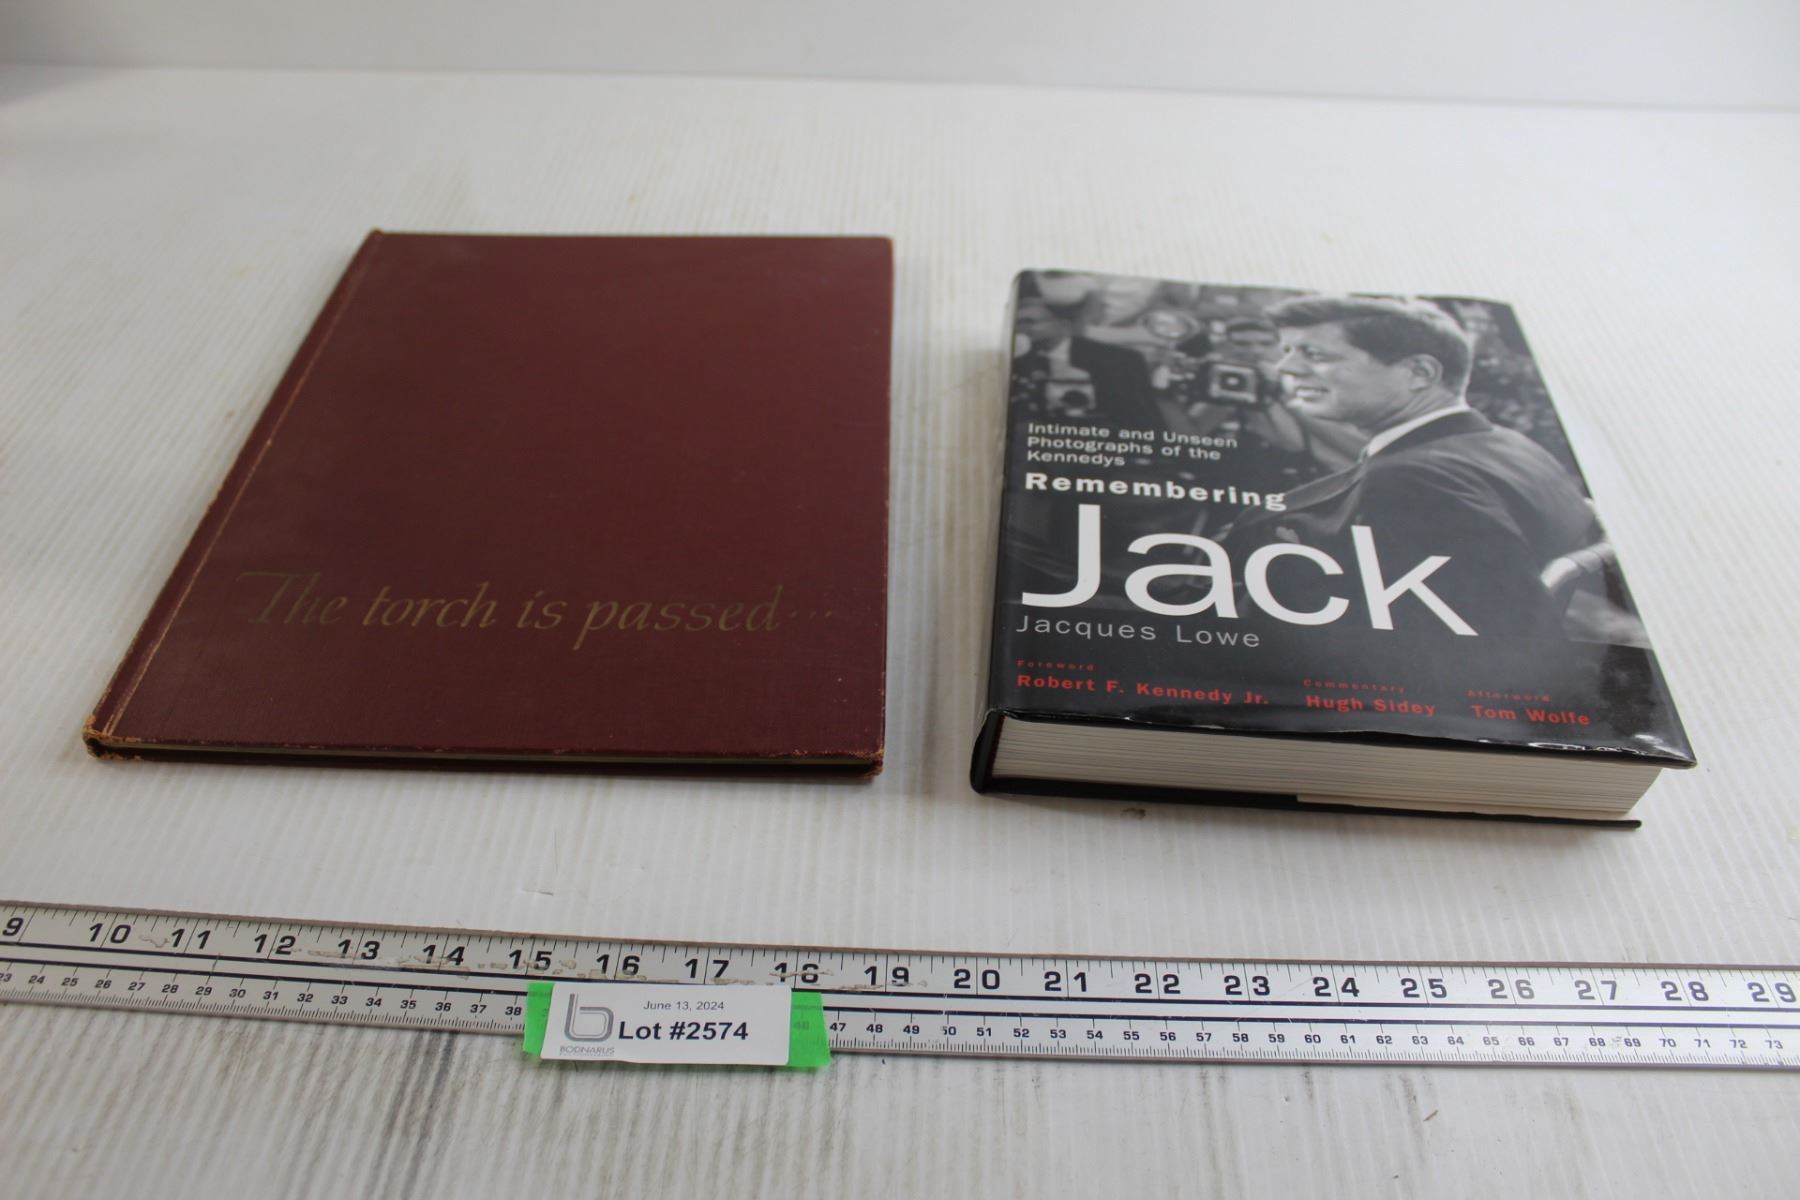 The torch is passed...
Intimate and Unseen
Photographs of the
Kennedys
Remembering
Jack
Jacques Lowe
Foreword
Robert F. Kennedy Jr.
Commentary
Hugh Sidey
Afterword
Tom Wolfe
9 10 11 12 13 14 15 16 17 18 19 20 21 22 23 24 25 26 27 28 29
23 24 25 26 27 28 29 30 31 32 33 34 35 36 37 38 46 47 48 49 50 51 52 53 54 55 56 57 58 59 60 61 62 63 64 65 66 67 68 69 70 71 72 73
June 13, 2024
Lot #2574
BODNARUS